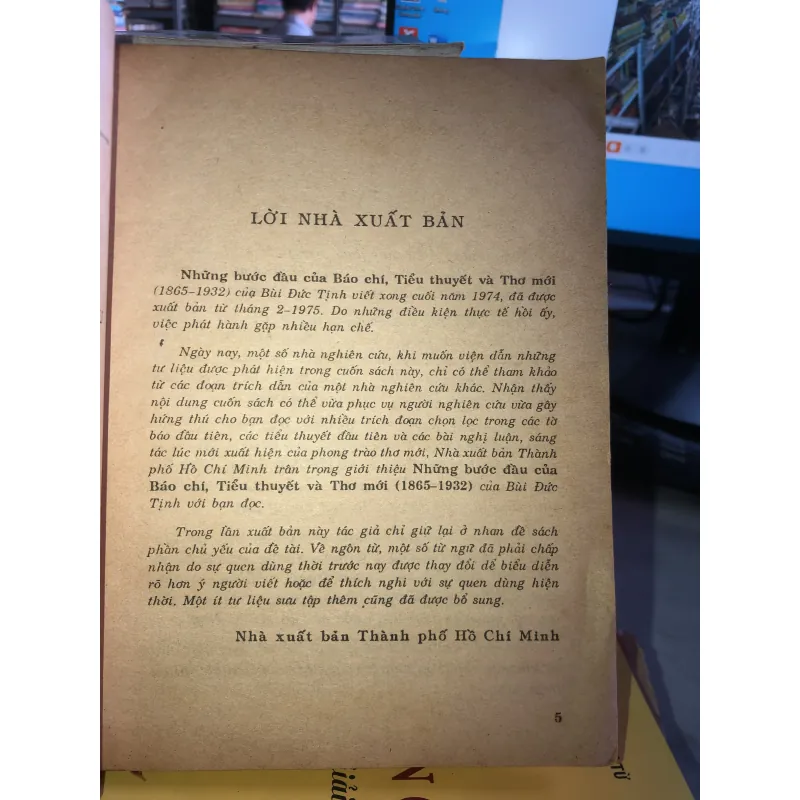 LỜI NHÀ XUẤT BẢN
Những bước đầu của Báo chí, Tiểu thuyết và Thơ mới
(1865-1932) của Bùi Đức Tịnh viết xong cuối năm 1974, đã được
xuất bản từ tháng 2-1975. Do những điều kiện thực tế hồi ấy,
việc phát hành gặp nhiều hạn chế.
Ngày nay, một số nhà nghiên cứu, khi muốn viện dẫn những
tư liệu được phát hiện trong cuốn sách này, chỉ có thể tham khảo
từ các đoạn trích dẫn của một nhà nghiên cứu khác. Nhận thấy
nội dung cuốn sách có thể vừa phục vụ người nghiên cứu vừa gây
hứng thú cho bạn đọc với nhiều trích đoạn chọn lọc trong các tờ
báo đầu tiên, các tiểu thuyết đầu tiên và các bài nghị luận, sáng
tác lúc mới xuất hiện của phong trào thơ mới, Nhà xuất bản Thành
phố Hồ Chí Minh trân trọng giới thiệu Những bước đầu của
Báo chí, Tiểu thuyết và Thơ mới (1865-1932) của Bùi Đức
Tịnh với bạn đọc.
Trong lần xuất bản này tác giả chỉ giữ lại ở nhan đề sách
phần chủ yếu của đề tài. Về ngôn từ, một số từ ngữ đã phải chấp
nhận do sự quen dùng thời trước nay được thay đổi dể biểu diễn
rõ hơn ý người viết hoặc để thích nghi với sự quen dùng hiện
thời. Một ít tư liệu sưu tập thêm cũng đã được bổ sung.
Nhà xuất bản Thành phố Hồ Chí Minh
5
TỪ